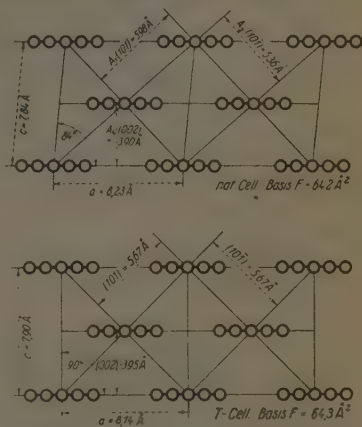 A₁(101)=5,98 Å
A₂(101̄)=5,36 Å
c=7,84 Å
84°
A₀(002)
=3,90 Å
a = 8,23 Å
nat Cell. Basis F = 64,2 Å²
(101)=5,67 Å
(101̄)=5,67 Å
c=7,90 Å
90°
(002)=3,95 Å
a = 8,14 Å
T-Cell. Basis F = 64,3 Å²